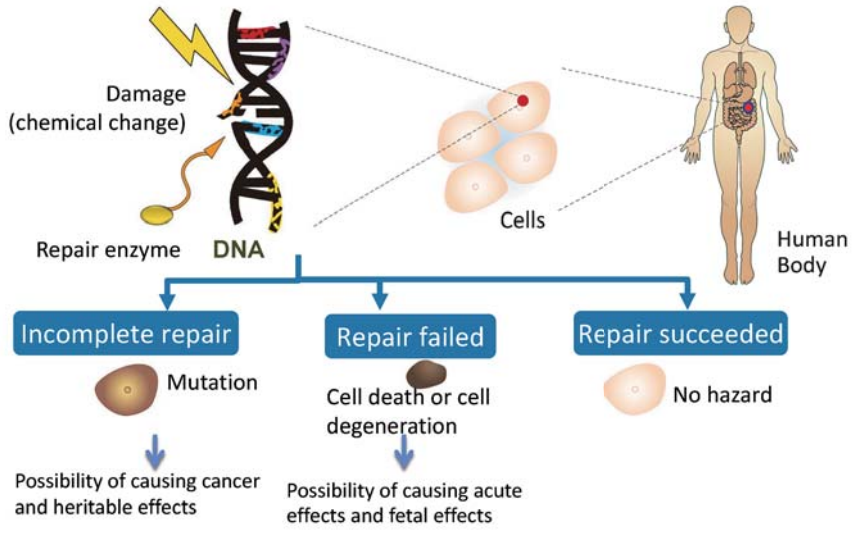 Damage
(chemical change)
Repair enzyme
DNA
Cells
Human
Body
Incomplete repair
Repair failed
Repair succeeded
Mutation
Cell death or cell
degeneration
No hazard
Possibility of causing cancer
and heritable effects
Possibility of causing acute
effects and fetal effects